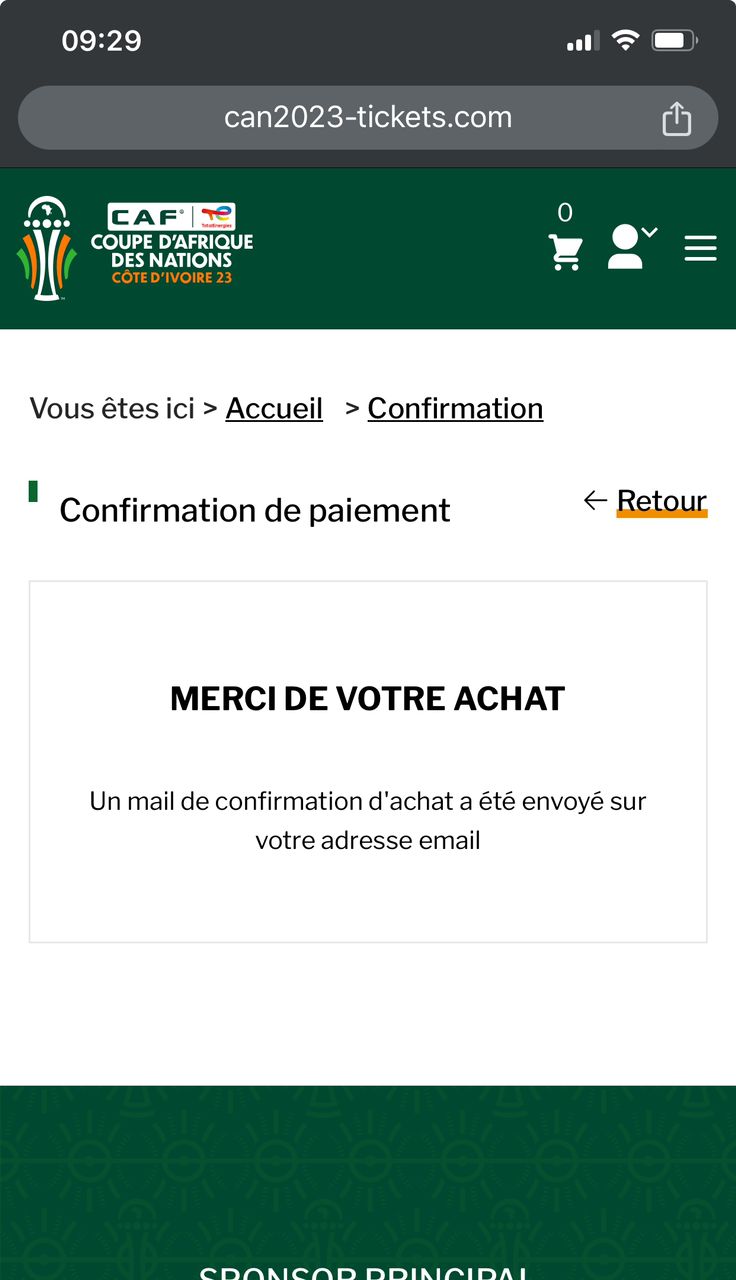 09:29
can2023-tickets.com
CAF
TotalEnergies
COUPE D'AFRIQUE
DES NATIONS
CÔTE D'IVOIRE 23
0
Vous êtes ici > Accueil > Confirmation
Confirmation de paiement
← Retour
MERCI DE VOTRE ACHAT
Un mail de confirmation d'achat a été envoyé sur
votre adresse email
SPONSOR PRINCIPAL